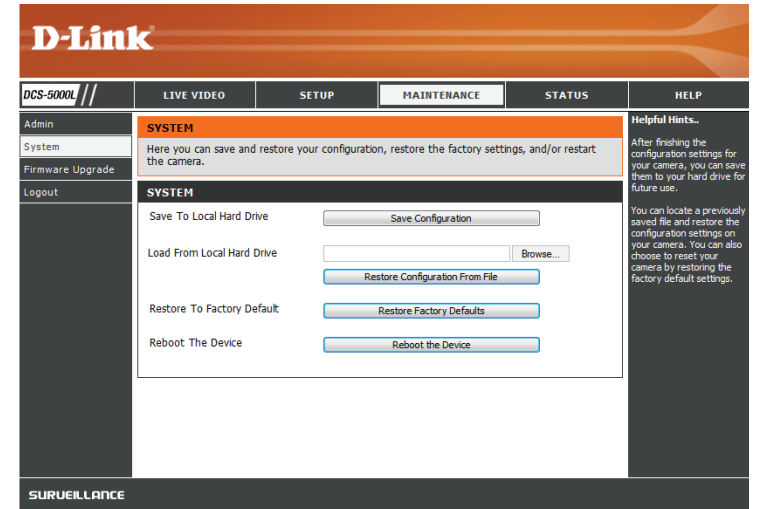 D-Link
DCS-5000L
LIVE VIDEO
SETUP
MAINTENANCE
STATUS
HELP
Admin
System
Firmware Upgrade
Logout
SYSTEM
Here you can save and restore your configuration, restore the factory settings, and/or restart
the camera.
SYSTEM
Save To Local Hard Drive
Save Configuration
Load From Local Hard Drive
Browse...
Restore Configuration From File
Restore To Factory Default
Restore Factory Defaults
Reboot The Device
Reboot the Device
Helpful Hints..
After finishing the
configuration settings for
your camera, you can save
them to your hard drive for
future use.
You can locate a previously
saved file and restore the
configuration settings on
your camera. You can also
choose to reset your
camera by restoring the
factory default settings.
SURVEILLANCE